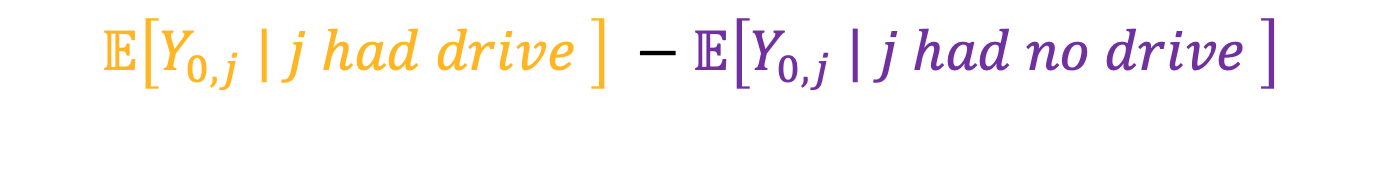 𝔼[Y₀,ⱼ | j had drive ] − 𝔼[Y₀,ⱼ | j had no drive ]